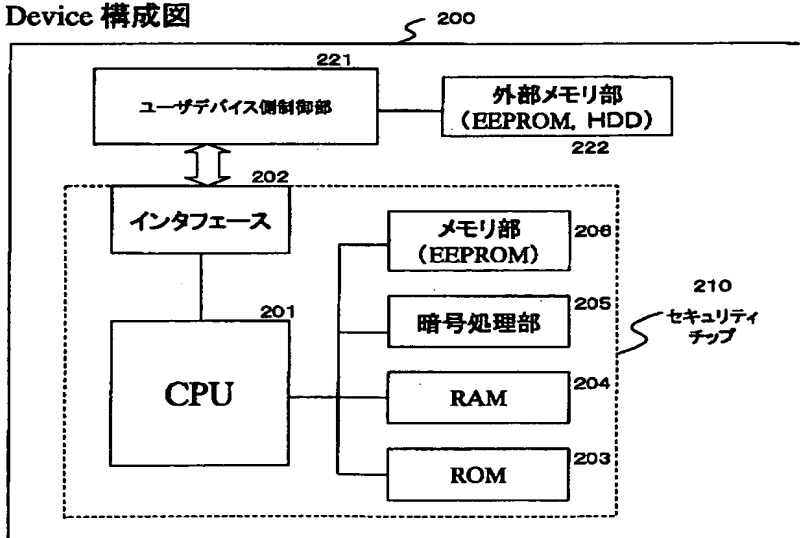 Device 構成図
200
221
ユーザデバイス側制御部
外部メモリ部
(EEPROM, HDD)
222
202
インタフェース
メモリ部
(EEPROM)
206
201
CPU
暗号処理部
205
210
セキュリティ
チップ
RAM
204
ROM
203